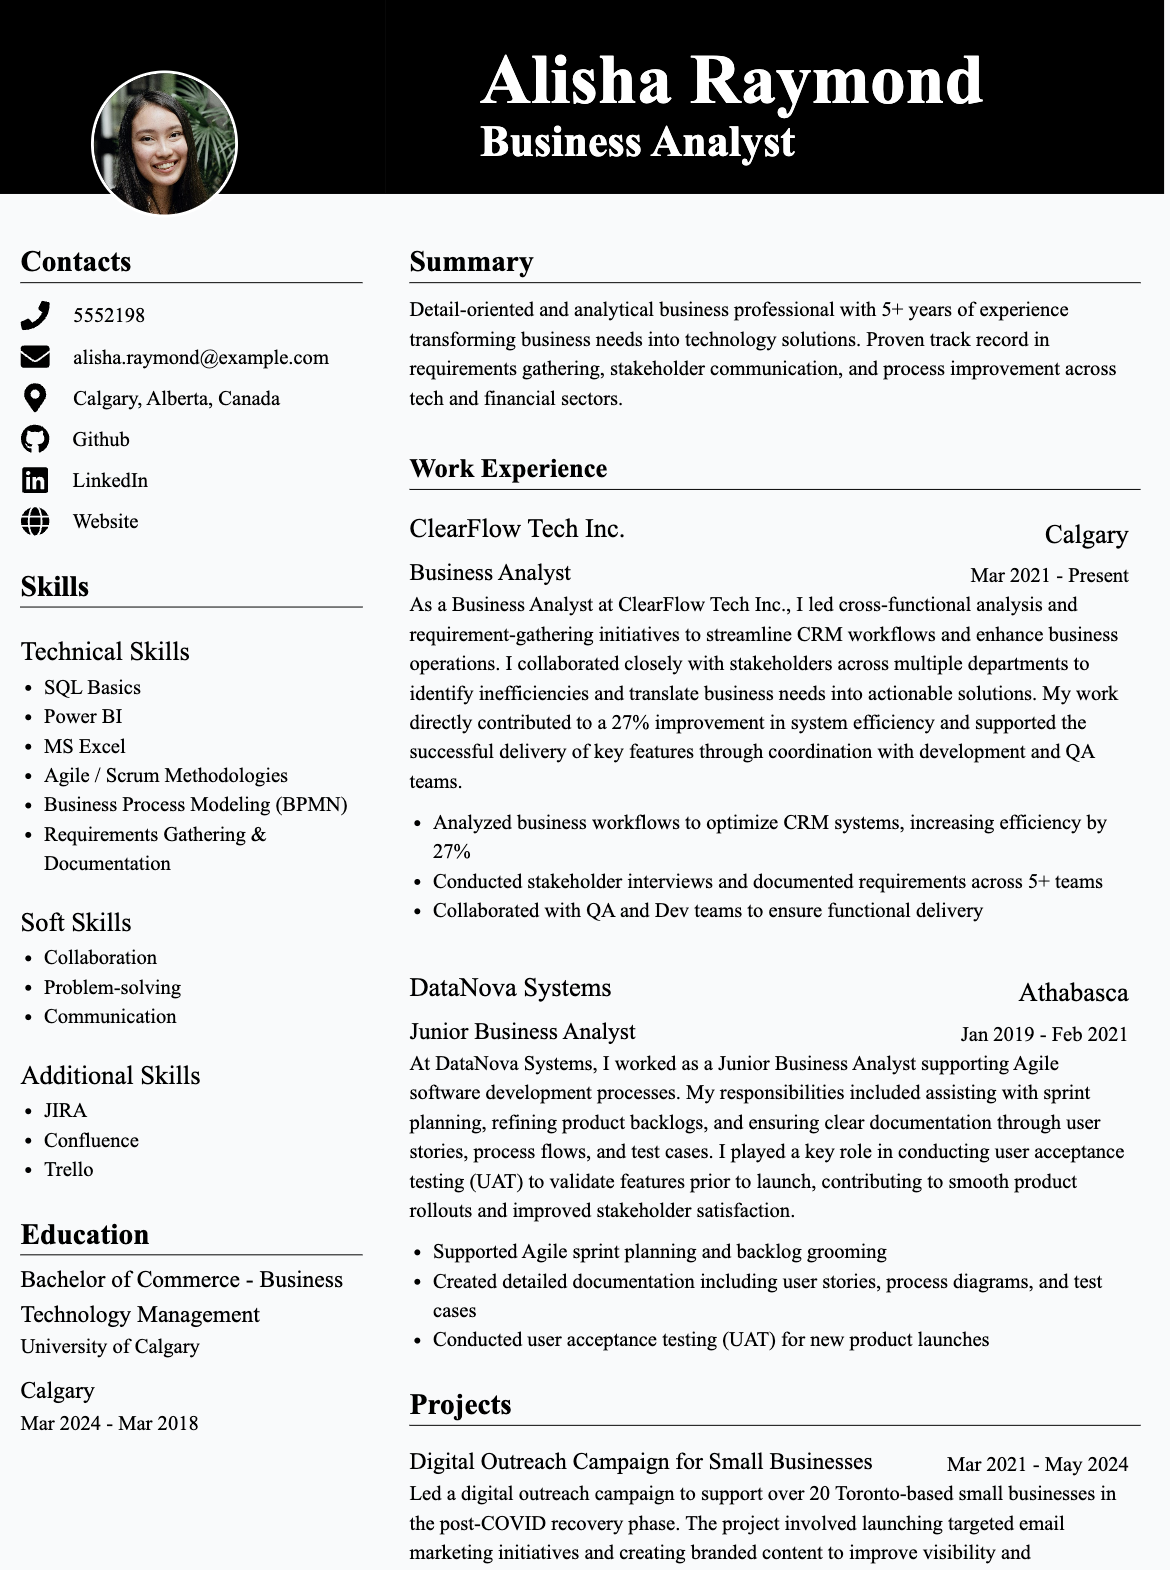 Alisha Raymond
Business Analyst
Contacts
5552198
alisha.raymond@example.com
Calgary, Alberta, Canada
Github
LinkedIn
Website
Skills
Technical Skills
• SQL Basics
• Power BI
• MS Excel
• Agile / Scrum Methodologies
• Business Process Modeling (BPMN)
• Requirements Gathering &
Documentation
Soft Skills
• Collaboration
• Problem-solving
• Communication
Additional Skills
• JIRA
• Confluence
• Trello
Education
Bachelor of Commerce - Business
Technology Management
University of Calgary
Calgary
Mar 2024 - Mar 2018
Summary
Detail-oriented and analytical business professional with 5+ years of experience
transforming business needs into technology solutions. Proven track record in
requirements gathering, stakeholder communication, and process improvement across
tech and financial sectors.
Work Experience
ClearFlow Tech Inc.
Calgary
Business Analyst
Mar 2021 - Present
As a Business Analyst at ClearFlow Tech Inc., I led cross-functional analysis and
requirement-gathering initiatives to streamline CRM workflows and enhance business
operations. I collaborated closely with stakeholders across multiple departments to
identify inefficiencies and translate business needs into actionable solutions. My work
directly contributed to a 27% improvement in system efficiency and supported the
successful delivery of key features through coordination with development and QA
teams.
• Analyzed business workflows to optimize CRM systems, increasing efficiency by
27%
• Conducted stakeholder interviews and documented requirements across 5+ teams
• Collaborated with QA and Dev teams to ensure functional delivery
DataNova Systems
Athabasca
Junior Business Analyst
Jan 2019 - Feb 2021
At DataNova Systems, I worked as a Junior Business Analyst supporting Agile
software development processes. My responsibilities included assisting with sprint
planning, refining product backlogs, and ensuring clear documentation through user
stories, process flows, and test cases. I played a key role in conducting user acceptance
testing (UAT) to validate features prior to launch, contributing to smooth product
rollouts and improved stakeholder satisfaction.
• Supported Agile sprint planning and backlog grooming
• Created detailed documentation including user stories, process diagrams, and test
cases
• Conducted user acceptance testing (UAT) for new product launches
Projects
Digital Outreach Campaign for Small Businesses
Mar 2021 - May 2024
Led a digital outreach campaign to support over 20 Toronto-based small businesses in
the post-COVID recovery phase. The project involved launching targeted email
marketing initiatives and creating branded content to improve visibility and